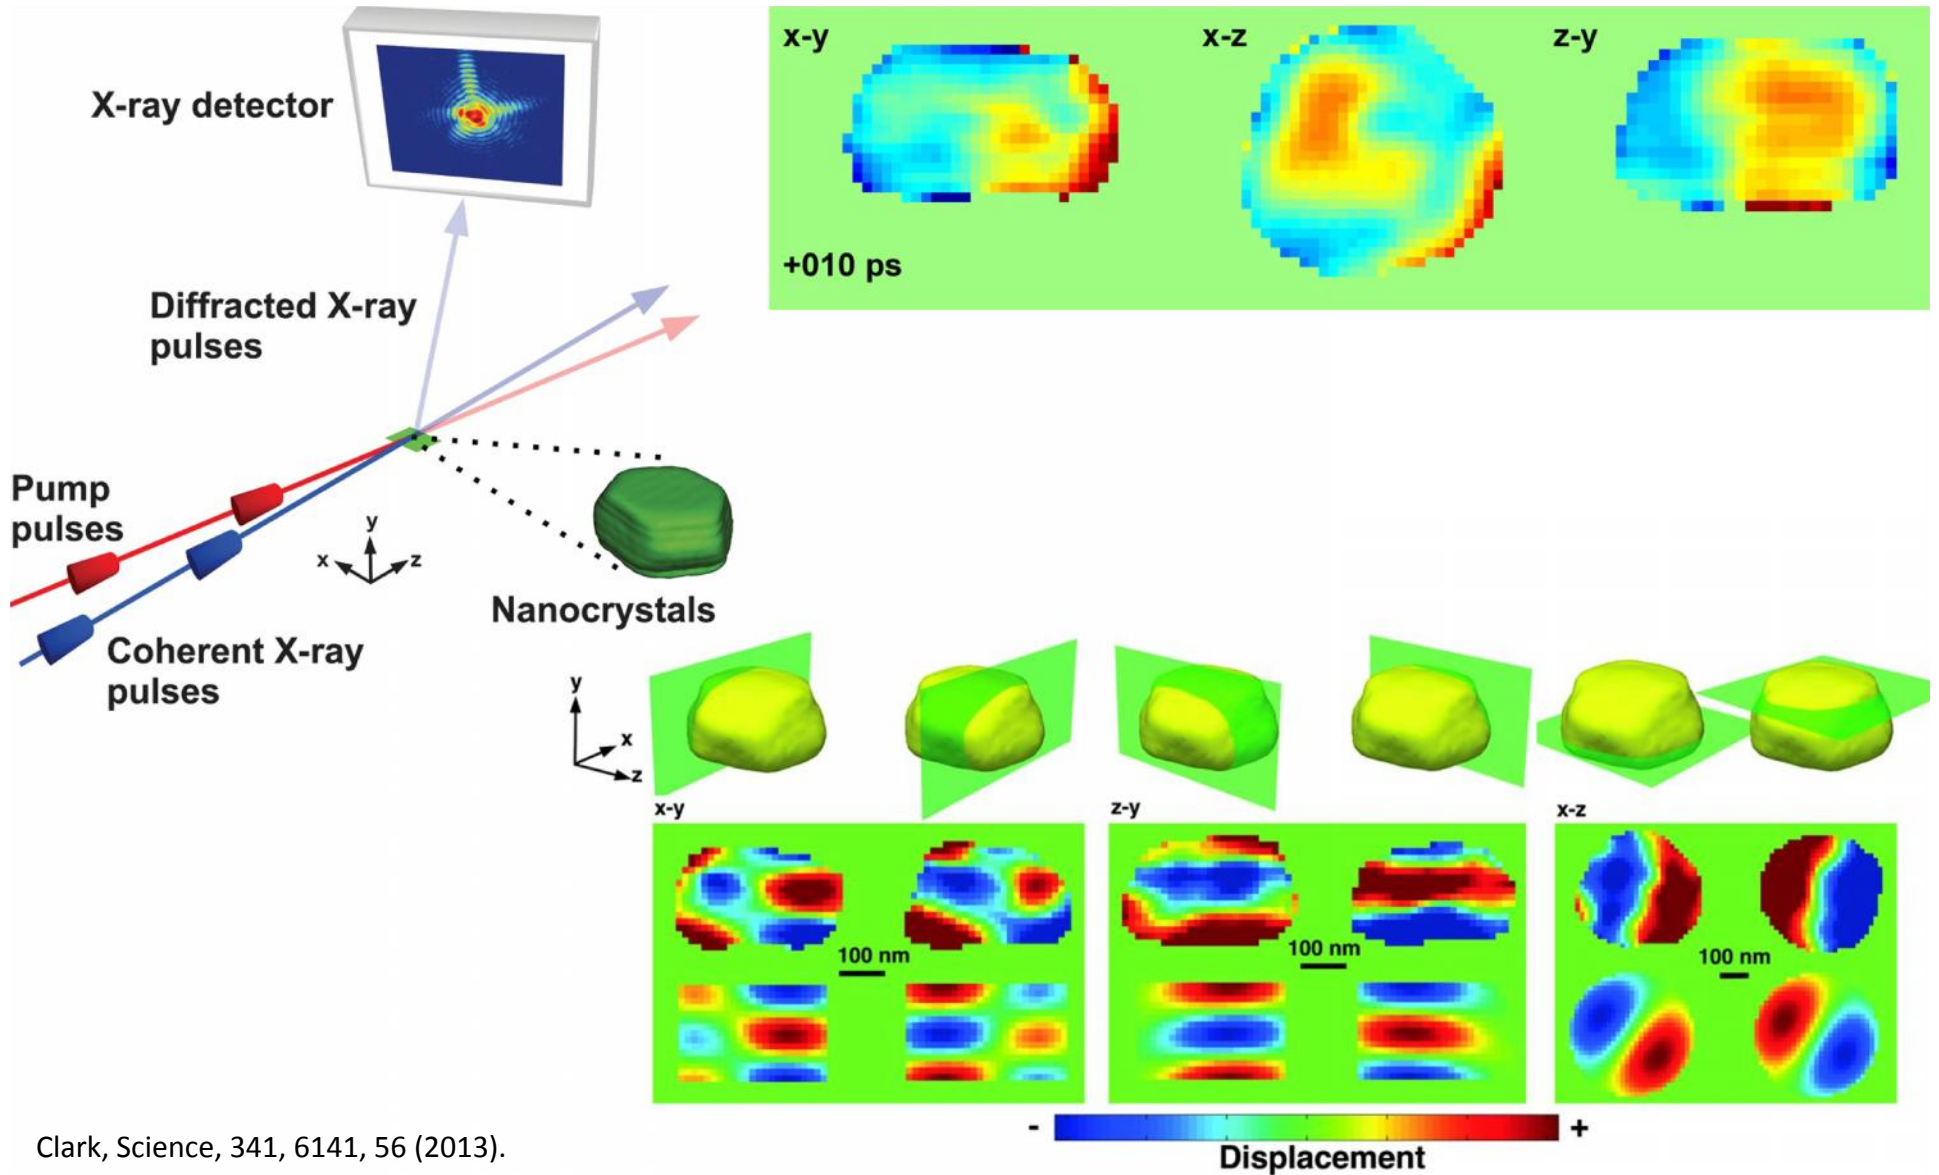 X-ray detector
Diffracted X-ray
pulses
Pump
pulses
Coherent X-ray
pulses
y
x
z
Nanocrystals
x-y
x-z
z-y
+010 ps
y
x
z
x-y
z-y
x-z
100 nm
100 nm
100 nm
-
+
Displacement
Clark, Science, 341, 6141, 56 (2013).